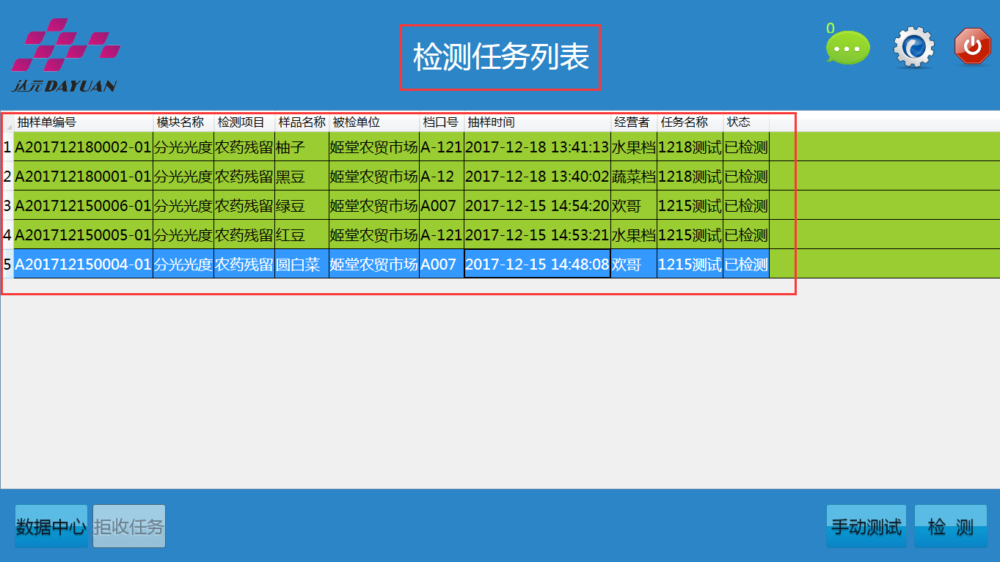 达元DAYUAN
检测任务列表
0
抽样单编号 模块名称 检测项目 样品名称 被检单位 档口号 抽样时间 经营者 任务名称 状态
1 A201712180002-01 分光光度 农药残留 柚子 姬堂农贸市场 A-121 2017-12-18 13:41:13 水果档 1218测试 已检测
2 A201712180001-01 分光光度 农药残留 黑豆 姬堂农贸市场 A-12 2017-12-18 13:40:02 蔬菜档 1218测试 已检测
3 A201712150006-01 分光光度 农药残留 绿豆 姬堂农贸市场 A007 2017-12-15 14:54:20 欢哥 1215测试 已检测
4 A201712150005-01 分光光度 农药残留 红豆 姬堂农贸市场 A-121 2017-12-15 14:53:21 水果档 1215测试 已检测
5 A201712150004-01 分光光度 农药残留 圆白菜 姬堂农贸市场 A007 2017-12-15 14:48:08 欢哥 1215测试 已检测
数据中心 拒收任务 手动测试 检 测